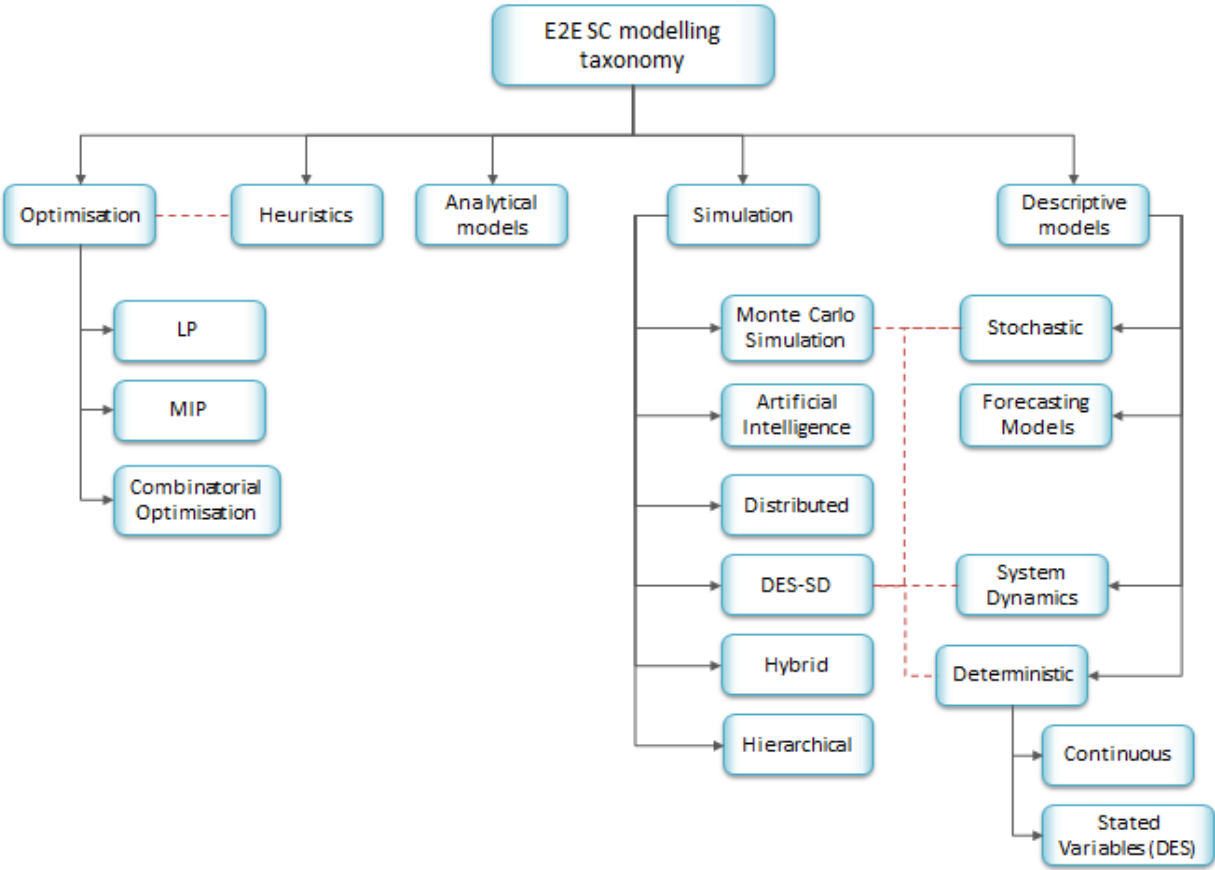 E2E SC modelling
taxonomy
Optimisation
Heuristics
Analytical
models
Simulation
Descriptive
models
LP
MIP
Combinatorial
Optimisation
Monte Carlo
Simulation
Artificial
Intelligence
Distributed
DES-SD
Hybrid
Hierarchical
Stochastic
Forecasting
Models
System
Dynamics
Deterministic
Continuous
Stated
Variables (DES)